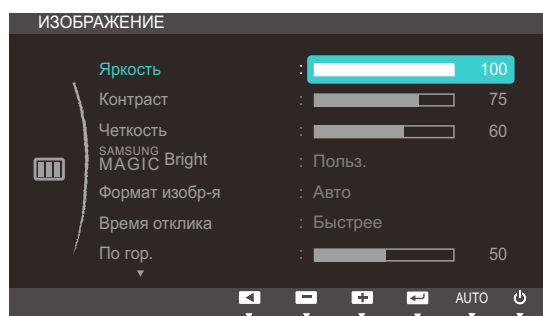 ИЗОБРАЖЕНИЕ
Яркость : 100
Контраст : 75
Четкость : 60
SAMSUNG MAGIC Bright : Польз.
Формат изобр-я : Авто
Время отклика : Быстрее
По гор. : 50
AUTO